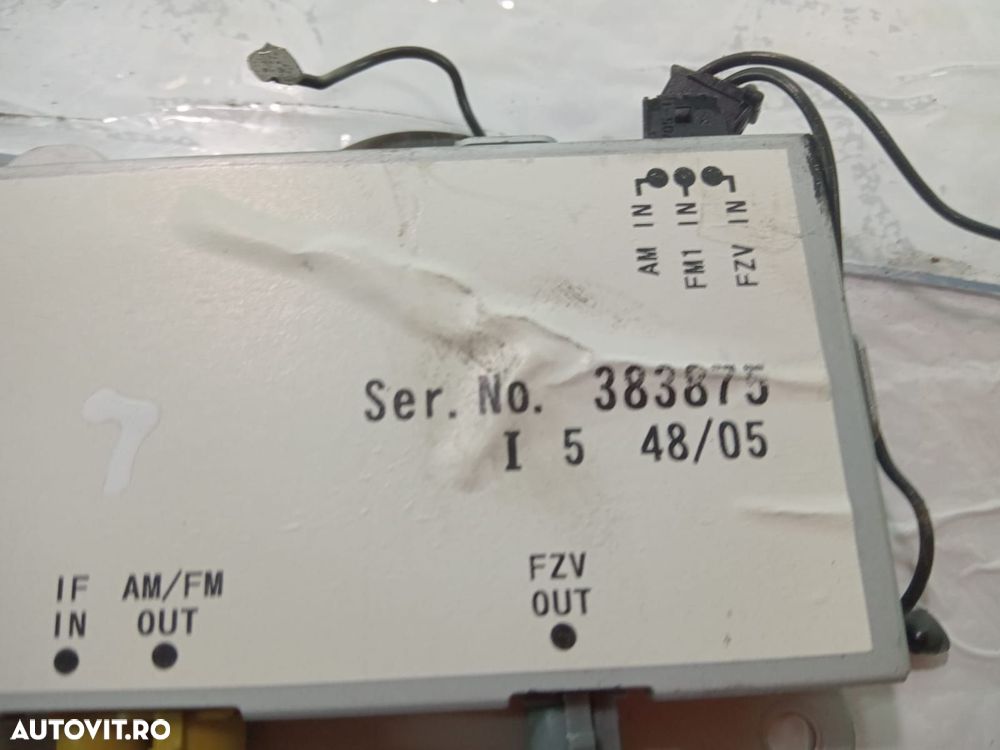 AM IN
FM1 IN
FZV IN
Ser. No. 383875
I 5 48/05
IF IN
AM/FM OUT
FZV OUT
AUTOVIT.RO